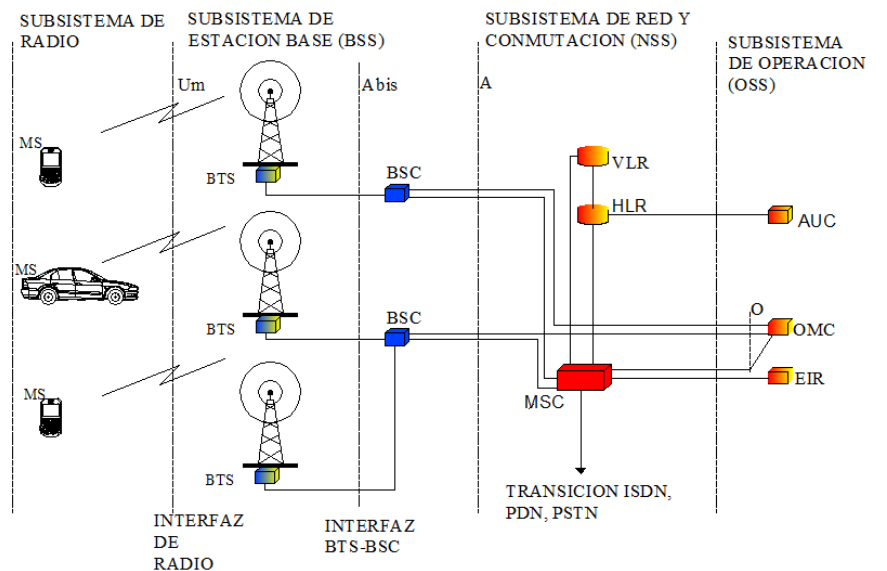 SUBSISTEMA DE
RADIO
SUBSISTEMA DE
ESTACION BASE (BSS)
SUBSISTEMA DE RED Y
CONMUTACION (NSS)
SUBSISTEMA
DE OPERACION
(OSS)
Um
Abis
A
MS
BTS
BSC
VLR
HLR
AUC
MS
BTS
BSC
O
OMC
MS
MSC
EIR
BTS
TRANSICION ISDN,
PDN, PSTN
INTERFAZ
DE
RADIO
INTERFAZ
BTS-BSC